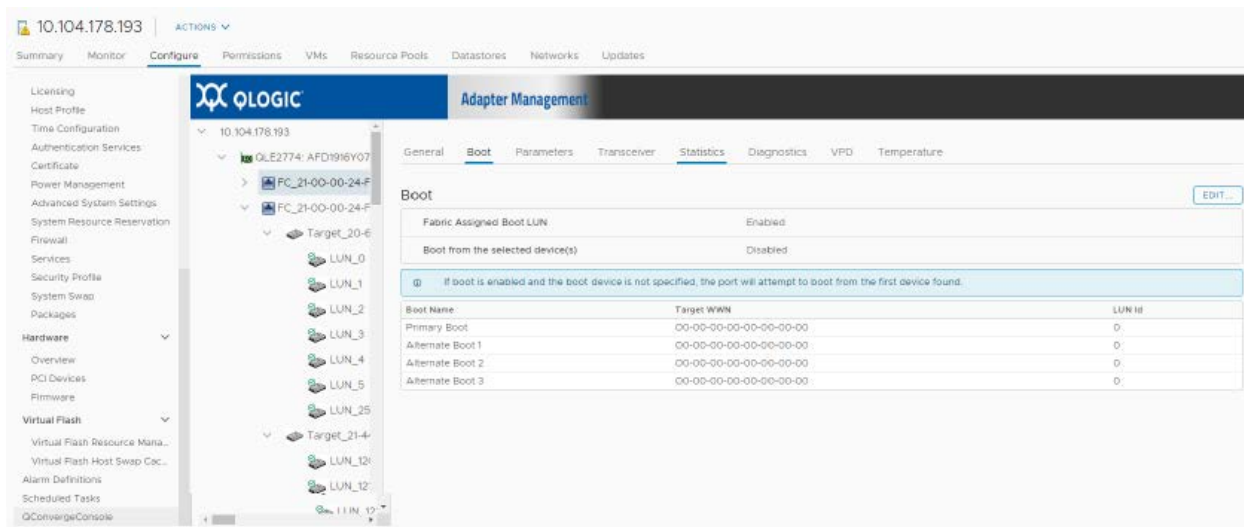 10.104.178.193
ACTIONS
Summary Monitor Configure Permissions VMs Resource Pools Datastores Networks Updates
Licensing
Host Profile
Time Configuration
Authentication Services
Certificate
Power Management
Advanced System Settings
System Resource Reservation
Firewall
Services
Security Profile
System Swap
Packages
Hardware
Overview
PCI Devices
Firmware
Virtual Flash
Virtual Flash Resource Mana...
Virtual Flash Host Swap Cac...
Alarm Definitions
Scheduled Tasks
QConvergeConsole
QLOGIC
Adapter Management
10.104.178.193
QLE2774: AFD1916Y07
FC_21-00-00-24-F
FC_21-00-00-24-F
Target_20-6
LUN_0
LUN_1
LUN_2
LUN_3
LUN_4
LUN_5
LUN_25
Target_21-4
LUN_12
LUN_12
LUN_12
General Boot Parameters Transceiver Statistics Diagnostics VPD Temperature
Boot
EDIT...
Fabric Assigned Boot LUN Enabled
Boot from the selected device(s) Disabled
If boot is enabled and the boot device is not specified, the port will attempt to boot from the first device found.
Boot Name Target WWN LUN Id
Primary Boot 00-00-00-00-00-00-00-00 0
Alternate Boot 1 00-00-00-00-00-00-00-00 0
Alternate Boot 2 00-00-00-00-00-00-00-00 0
Alternate Boot 3 00-00-00-00-00-00-00-00 0